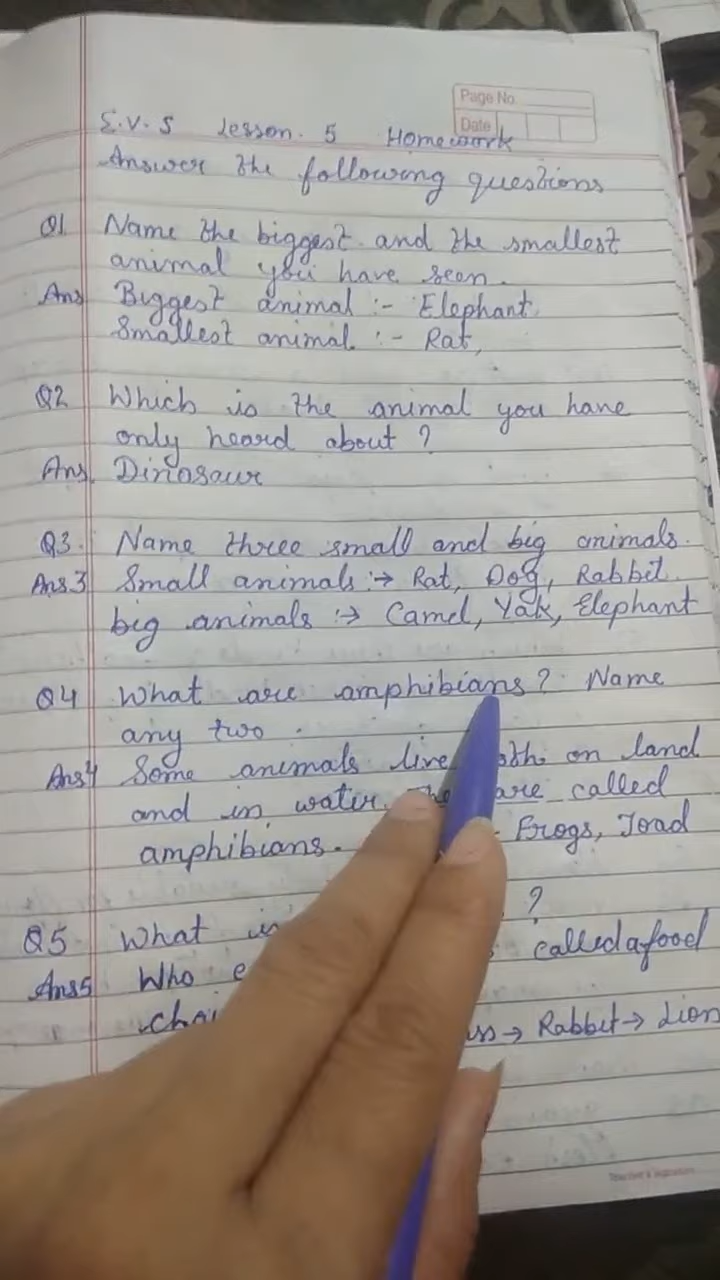 Page No.
Date
E.V.S Lesson. 5 Homework
Answer the following questions
Q1 Name the biggest and the smallest
animal you have seen.
Ans Biggest animal :- Elephant
Smallest animal :- Rat,
Q2 Which is the animal you have
only heard about ?
Ans. Dinosaur
Q3. Name three small and big animals.
Ans.3 Small animals :→ Rat, Dog, Rabbit
big animals :→ Camel, Yak, Elephant
Q4 What are amphibians? Name
any two.
Ans4 Some animals live on land
and in water. are called
amphibians. Frogs, Toad
Q5 What ?
Ans5 Who called a food
→ Rabbit → Lion